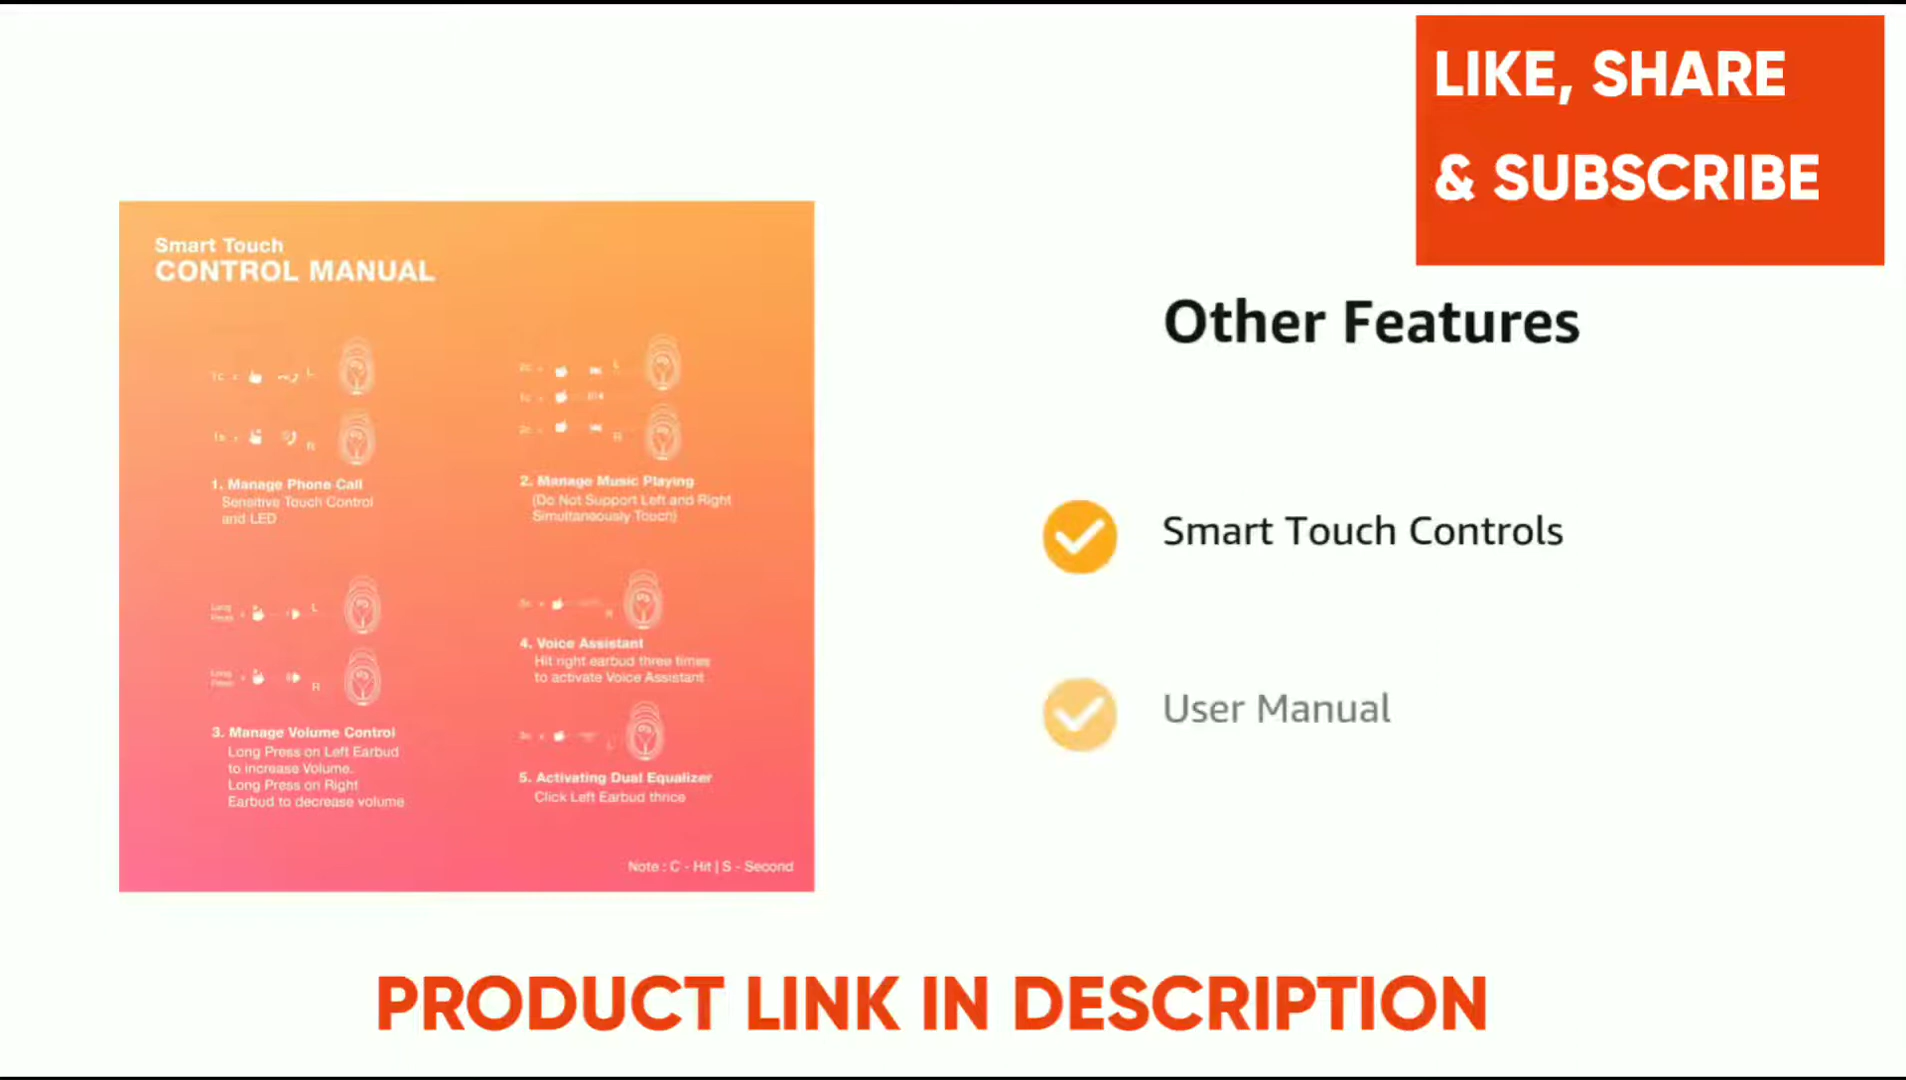 LIKE, SHARE
& SUBSCRIBE
Smart Touch
CONTROL MANUAL
L
R
1. Manage Phone Call
Sensitive Touch Control
and LED
L
R
2. Manage Music Playing
(Do Not Support Left and Right
Simultaneously Touch)
Long
Press
L
Long
Press
R
3. Manage Volume Control
Long Press on Left Earbud
to increase Volume.
Long Press on Right
Earbud to decrease volume
R
4. Voice Assistant
Hit right earbud three times
to activate Voice Assistant
L
5. Activating Dual Equalizer
Click Left Earbud thrice
Note : C - Hit | S - Second
Other Features
Smart Touch Controls
User Manual
PRODUCT LINK IN DESCRIPTION